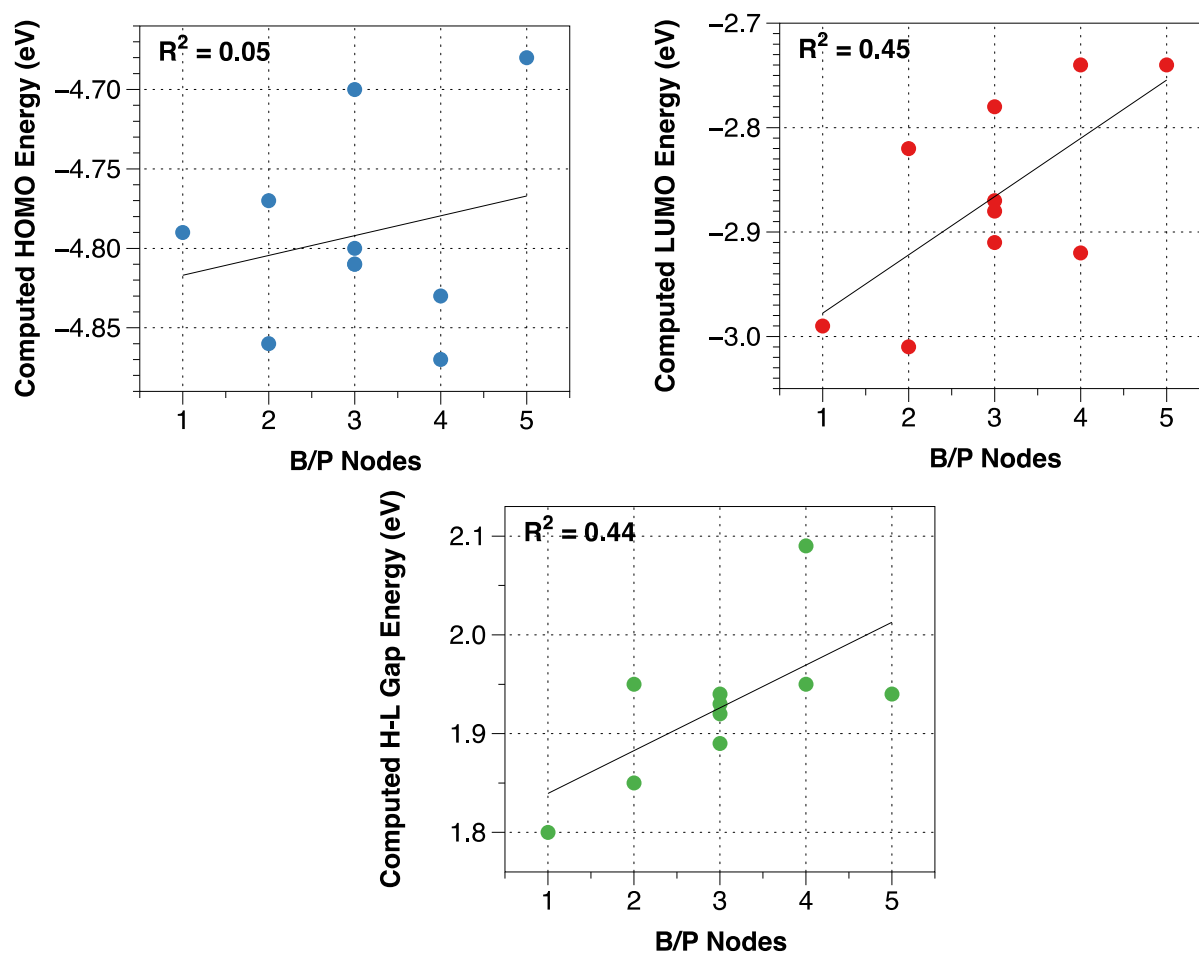 Computed HOMO Energy (eV)
R² = 0.05
−4.70
−4.75
−4.80
−4.85
1 2 3 4 5
B/P Nodes
Computed LUMO Energy (eV)
R² = 0.45
−2.7
−2.8
−2.9
−3.0
1 2 3 4 5
B/P Nodes
Computed H-L Gap Energy (eV)
R² = 0.44
2.1
2.0
1.9
1.8
1 2 3 4 5
B/P Nodes